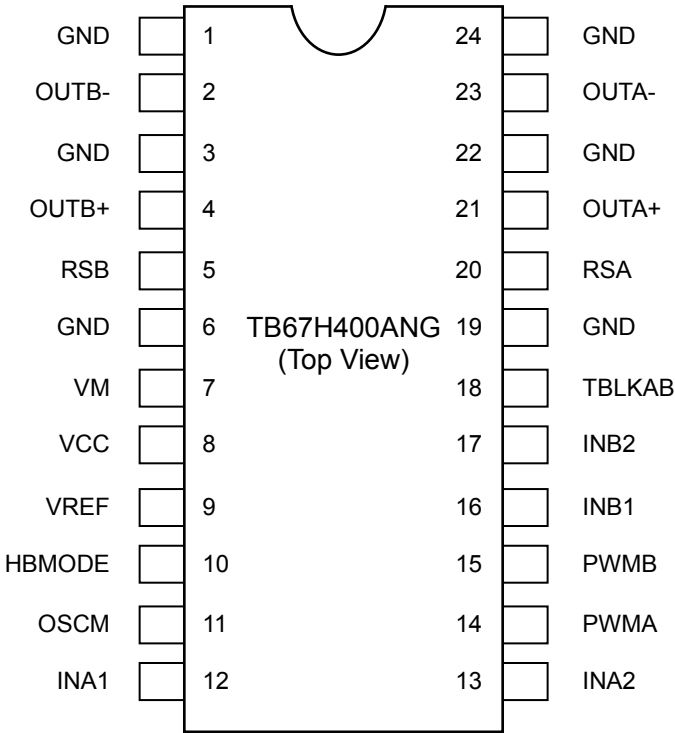 GND 1 24 GND
OUTB- 2 23 OUTA-
GND 3 22 GND
OUTB+ 4 21 OUTA+
RSB 5 20 RSA
GND 6 TB67H400ANG 19 GND
(Top View)
VM 7 18 TBLKAB
VCC 8 17 INB2
VREF 9 16 INB1
HBMODE 10 15 PWMB
OSCM 11 14 PWMA
INA1 12 13 INA2